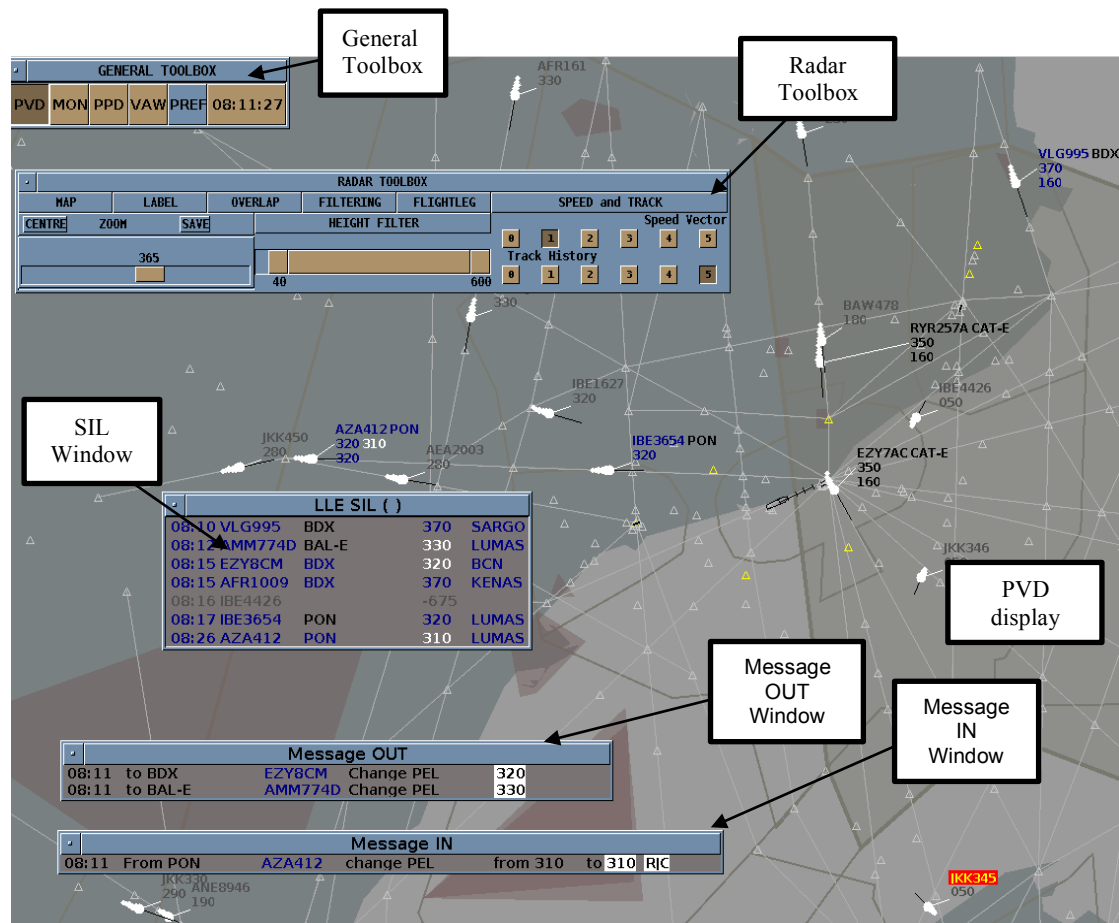 General
Toolbox
GENERAL TOOLBOX
PVD MON PPD VAW PREF 08:11:27
AFR161
330
Radar
Toolbox
VLG995 BDX
370
160
RADAR TOOLBOX
MAP LABEL OVERLAP FILTERING FLIGHTLEG SPEED and TRACK
CENTRE ZOOM SAVE HEIGHT FILTER Speed Vector
0 1 2 3 4 5
365
Track History
0 1 2 3 4 5
40 600
330
BAW478
180
RYR257A CAT-E
350
160
IBE1627
320
IBE4426
050
SIL
Window
JKK450
280
AZA412 PON
320 310
320
AEA2003
280
IBE3654 PON
320
EZY7AC CAT-E
350
160
LLE SIL ( )
08:10 VLG995 BDX 370 SARGO
08:12 AMM774D BAL-E 330 LUMAS
08:15 EZY8CM BDX 320 BCN
08:15 AFR1009 BDX 370 KENAS
08:16 IBE4426 -675
08:17 IBE3654 PON 320 LUMAS
08:26 AZA412 PON 310 LUMAS
JKK346
PVD
display
Message
OUT
Window
Message
IN
Window
Message OUT
08:11 to BDX EZY8CM Change PEL 320
08:11 to BAL-E AMM774D Change PEL 330
Message IN
08:11 From PON AZA412 change PEL from 310 to 310 RJC
JKK330
290
ANE8946
190
JKK345
050